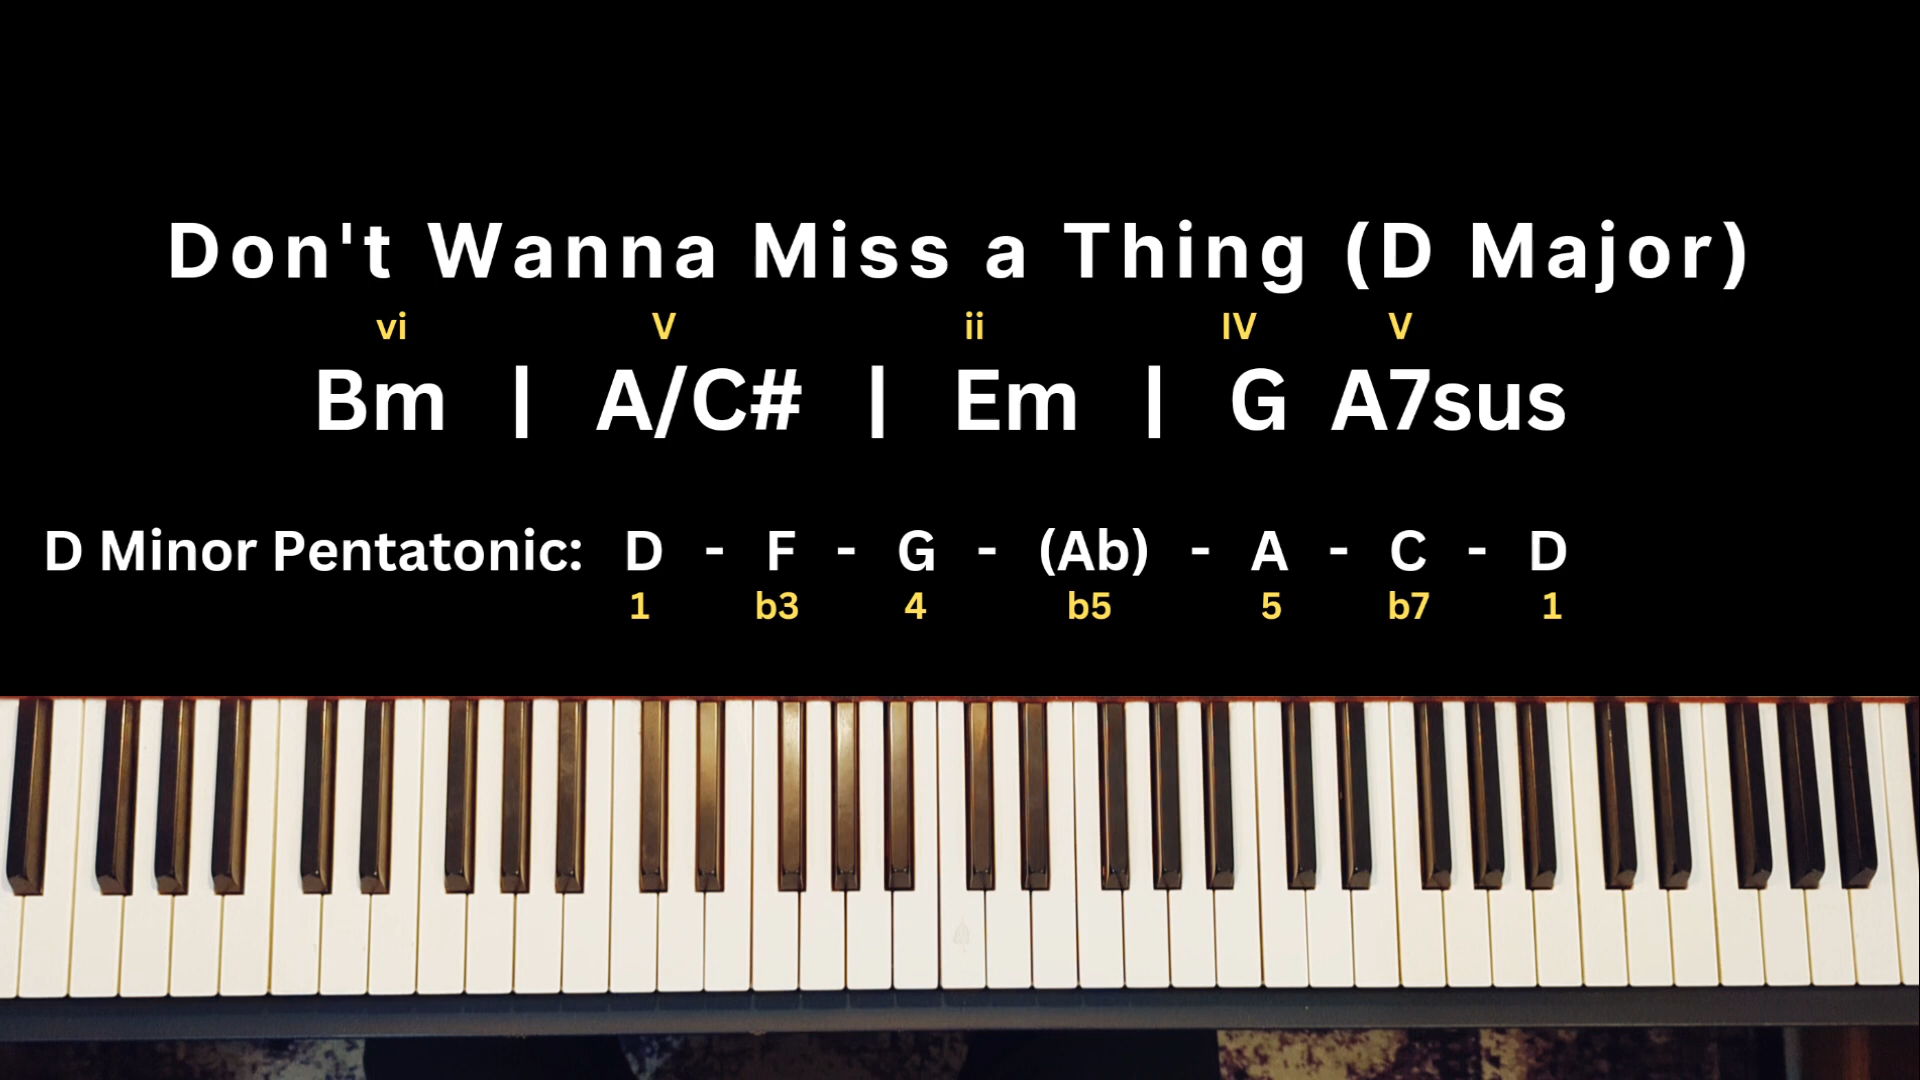 Don't Wanna Miss a Thing (D Major)
vi V ii IV V
Bm | A/C# | Em | G A7sus
D Minor Pentatonic: D - F - G - (Ab) - A - C - D
1 b3 4 b5 5 b7 1